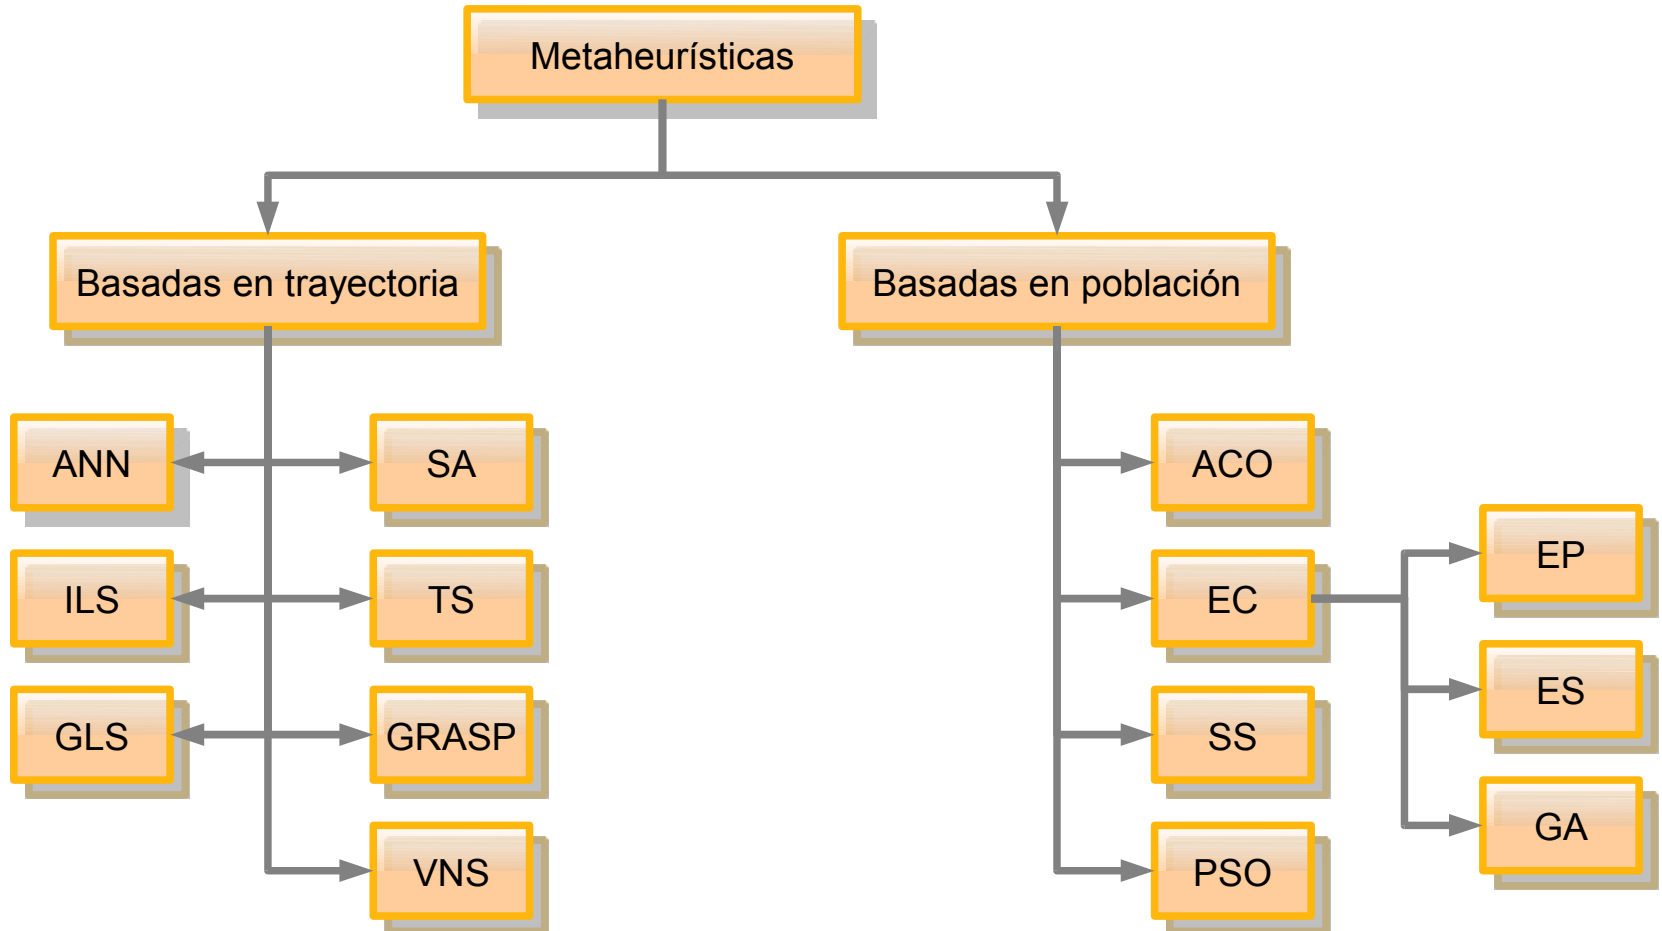 Metaheurísticas
Basadas en trayectoria
Basadas en población
ANN
SA
ILS
TS
GLS
GRASP
VNS
ACO
EC
SS
PSO
EP
ES
GA